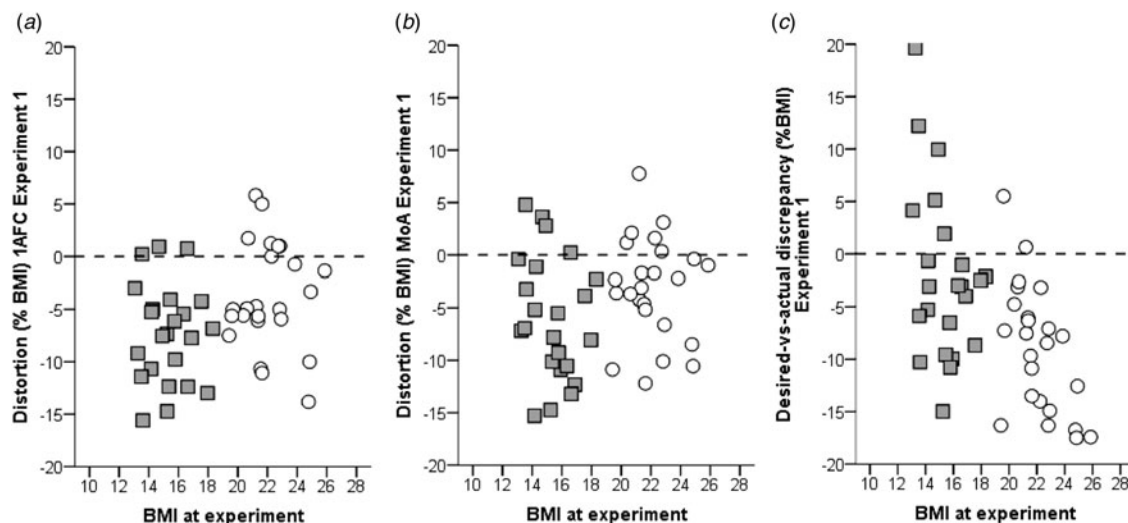 (a)
20
15
10
5
0
-5
-10
-15
-20
Distortion (% BMI) 1AFC Experiment 1
10 12 14 16 18 20 22 24 26 28
BMI at experiment
(b)
20
15
10
5
0
-5
-10
-15
-20
Distortion (% BMI) MoA Experiment 1
10 12 14 16 18 20 22 24 26 28
BMI at experiment
(c)
20
15
10
5
0
-5
-10
-15
-20
Desired-vs-actual discrepancy (%BMI)
Experiment 1
10 12 14 16 18 20 22 24 26 28
BMI at experiment